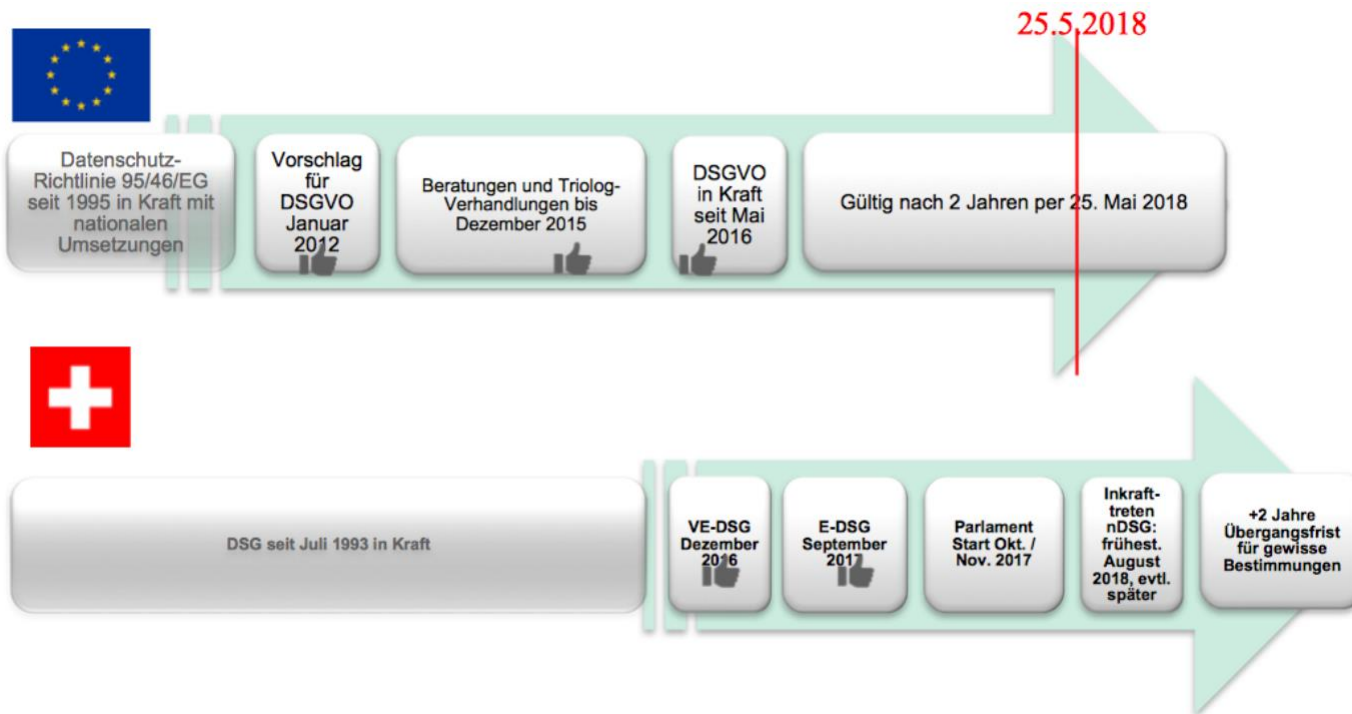 25.5.2018
Datenschutz-
Richtlinie 95/46/EG
seit 1995 in Kraft mit
nationalen
Umsetzungen
Vorschlag
für
DSGVO
Januar
2012
Beratungen und Triolog-
Verhandlungen bis
Dezember 2015
DSGVO
in Kraft
seit Mai
2016
Gültig nach 2 Jahren per 25. Mai 2018
DSG seit Juli 1993 in Kraft
VE-DSG
Dezember
2016
E-DSG
September
2017
Parlament
Start Okt. /
Nov. 2017
Inkraft-
treten
nDSG:
frühest.
August
2018, evtl.
später
+2 Jahre
Übergangsfrist
für gewisse
Bestimmungen